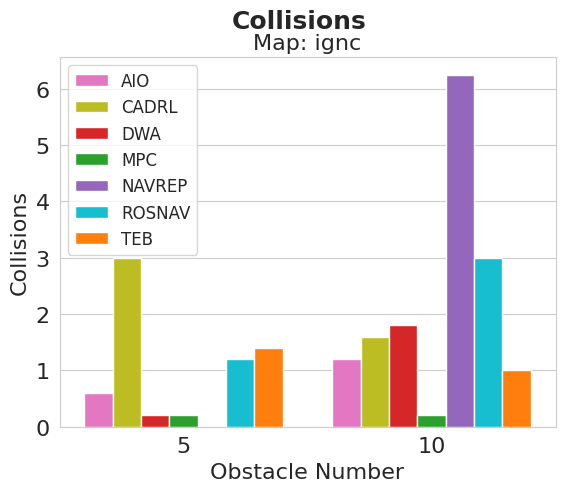 Collisions
Map: ignc
AIO
CADRL
DWA
MPC
NAVREP
ROSNAV
TEB
Collisions
6
5
4
3
2
1
0
5
10
Obstacle Number